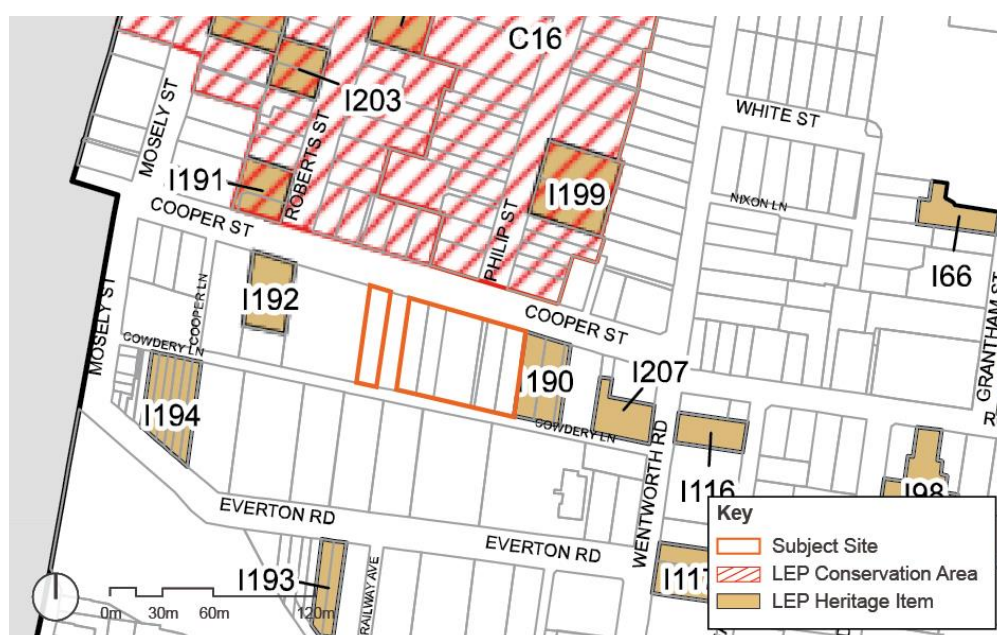 C16
I203
MOSELY ST
ROBERTS ST
WHITE ST
I191
I199
NIXON LN
PHILIP ST
COOPER ST
I66
I192
COOPER LN
MOSELY ST
COOPER ST
GRANTHAM ST
COWDERY LN
I190
I207
I194
COWDERY LN
WENTWORTH RD
I116
I98
EVERTON RD
EVERTON RD
I193
RAILWAY AVE
I117
0m 30m 60m 120m
Key
Subject Site
LEP Conservation Area
LEP Heritage Item